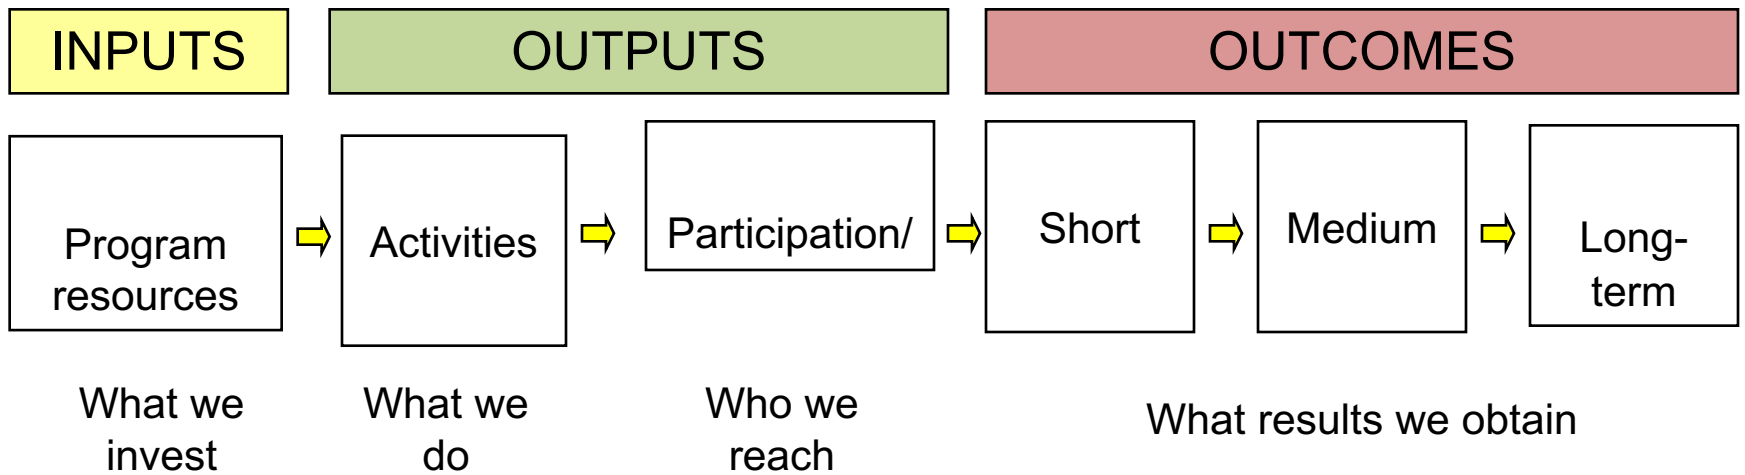 INPUTS
OUTPUTS
OUTCOMES
Program
resources
Activities
Participation/
Short
Medium
Long-
term
What we
invest
What we
do
Who we
reach
What results we obtain